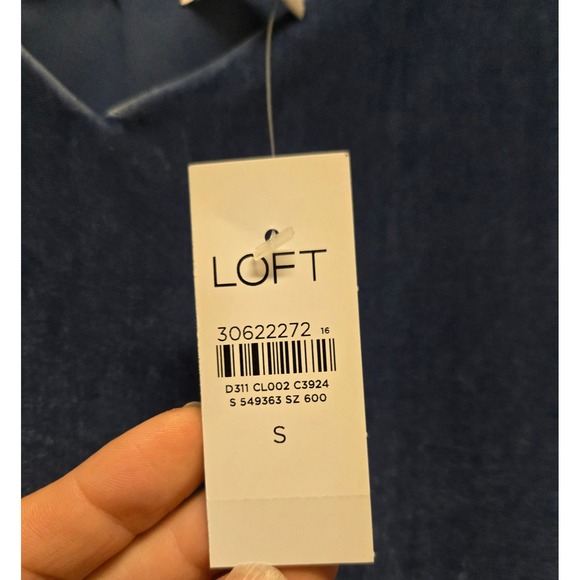 LOFT
30622272 16
D311 CL002 C3924
S 549363 SZ 600
S